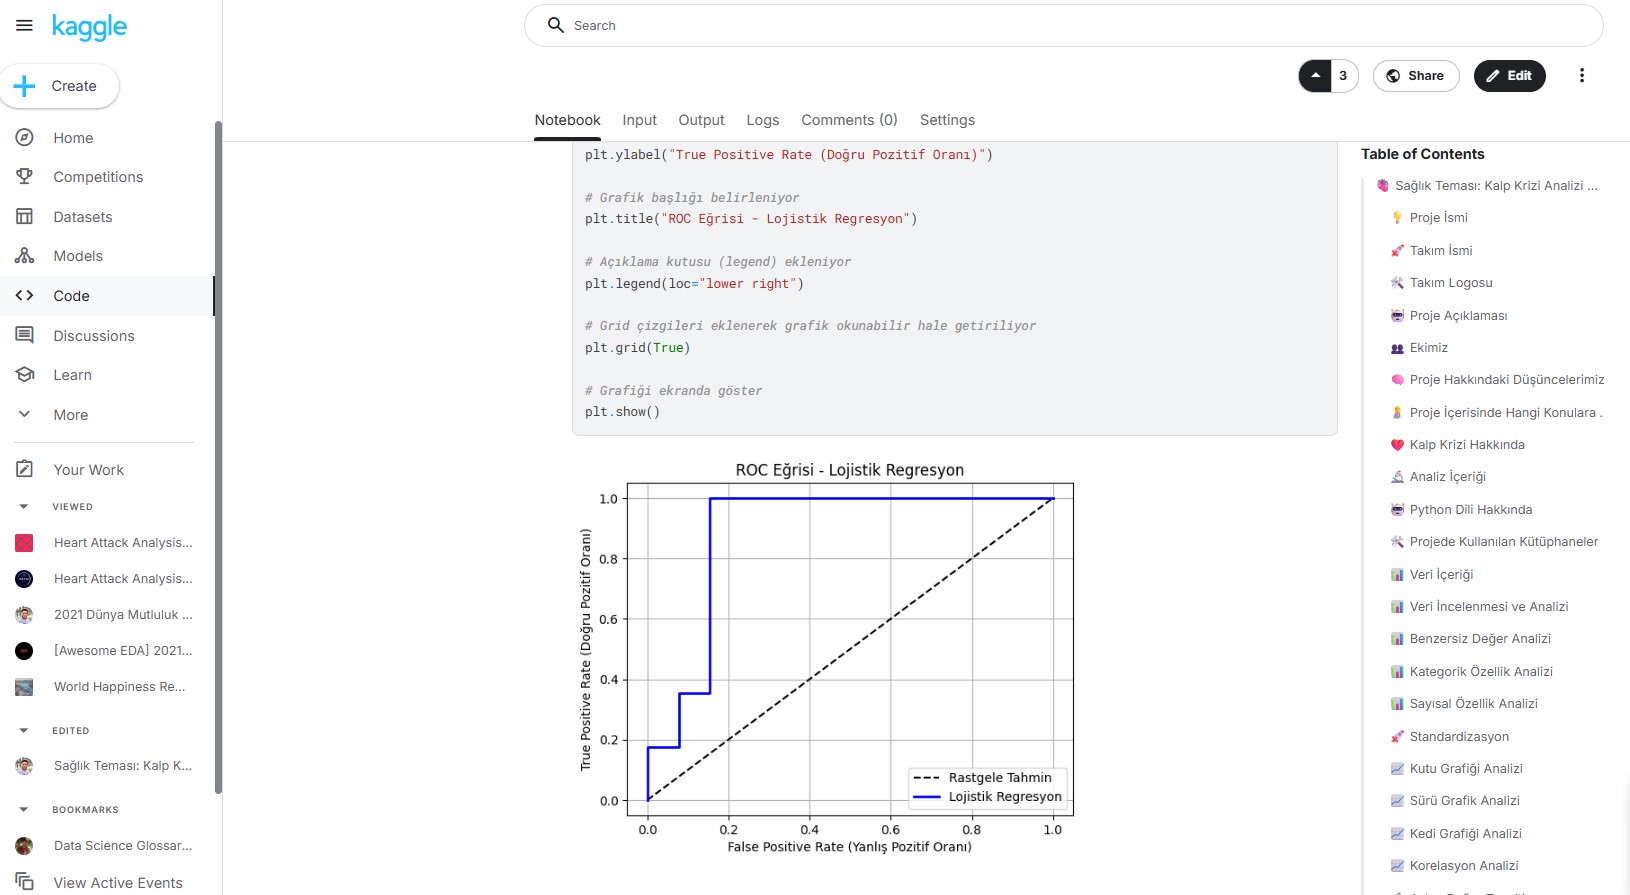 kaggle
Search
Create
3
Share
Edit
Home
Competitions
Datasets
Models
Code
Discussions
Learn
More
Your Work
VIEWED
Heart Attack Analysis...
Heart Attack Analysis...
2021 Dünya Mutluluk ...
[Awesome EDA] 2021...
World Happiness Re...
EDITED
Sağlık Teması: Kalp K...
BOOKMARKS
Data Science Glossar...
View Active Events
Notebook Input Output Logs Comments (0) Settings
plt.ylabel("True Positive Rate (Doğru Pozitif Oranı)")
# Grafik başlığı belirleniyor
plt.title("ROC Eğrisi - Lojistik Regresyon")
# Açıklama kutusu (legend) ekleniyor
plt.legend(loc="lower right")
# Grid çizgileri eklenerek grafik okunabilir hale getiriliyor
plt.grid(True)
# Grafiği ekranda göster
plt.show()
ROC Eğrisi - Lojistik Regresyon
True Positive Rate (Doğru Pozitif Oranı)
1.0
0.8
0.6
0.4
0.2
0.0
Rastgele Tahmin
Lojistik Regresyon
0.0 0.2 0.4 0.6 0.8 1.0
False Positive Rate (Yanlış Pozitif Oranı)
Table of Contents
Sağlık Teması: Kalp Krizi Analizi ...
Proje İsmi
Takım İsmi
Takım Logosu
Proje Açıklaması
Ekimiz
Proje Hakkındaki Düşüncelerimiz
Proje İçerisinde Hangi Konulara .
Kalp Krizi Hakkında
Analiz İçeriği
Python Dili Hakkında
Projede Kullanılan Kütüphaneler
Veri İçeriği
Veri İncelenmesi ve Analizi
Benzersiz Değer Analizi
Kategorik Özellik Analizi
Sayısal Özellik Analizi
Standardizasyon
Kutu Grafiği Analizi
Sürü Grafik Analizi
Kedi Grafiği Analizi
Korelasyon Analizi